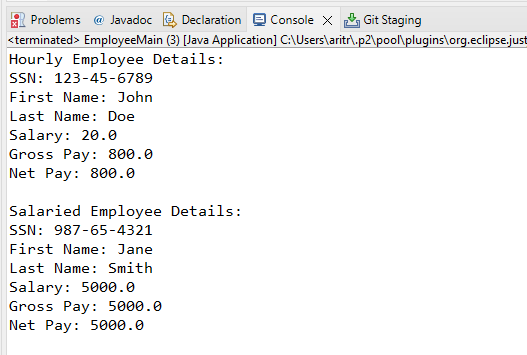 Problems @ Javadoc Declaration Console Git Staging
<terminated> EmployeeMain (3) [Java Application] C:\Users\aritr\.p2\pool\plugins\org.eclipse.just
Hourly Employee Details:
SSN: 123-45-6789
First Name: John
Last Name: Doe
Salary: 20.0
Gross Pay: 800.0
Net Pay: 800.0
Salaried Employee Details:
SSN: 987-65-4321
First Name: Jane
Last Name: Smith
Salary: 5000.0
Gross Pay: 5000.0
Net Pay: 5000.0